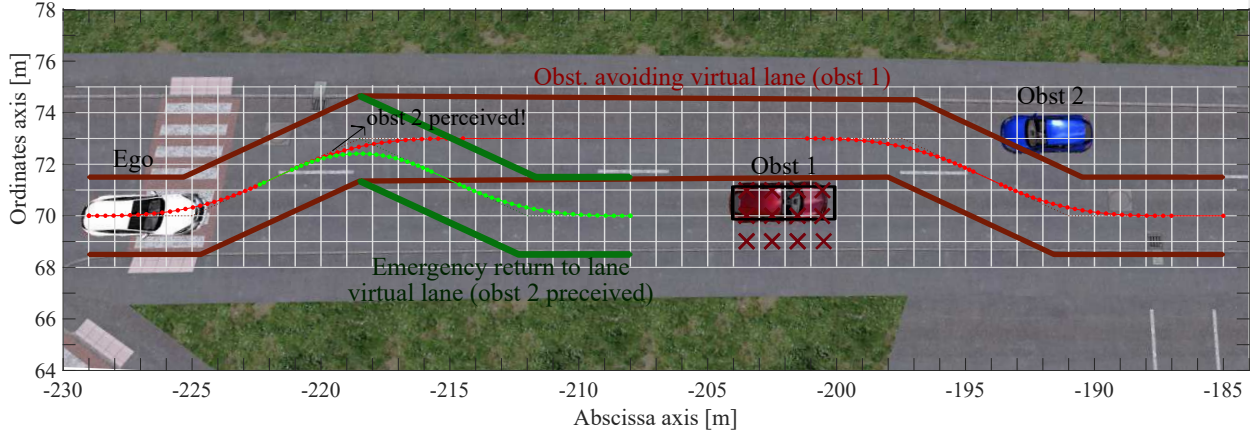 78
76
74
72
70
68
66
64
Ordinates axis [m]
Obst. avoiding virtual lane (obst 1)
Obst 2
obst 2 perceived!
Ego
Obst 1
Emergency return to lane
virtual lane (obst 2 preceived)
-230
-225
-220
-215
-210
-205
-200
-195
-190
-185
Abscissa axis [m]